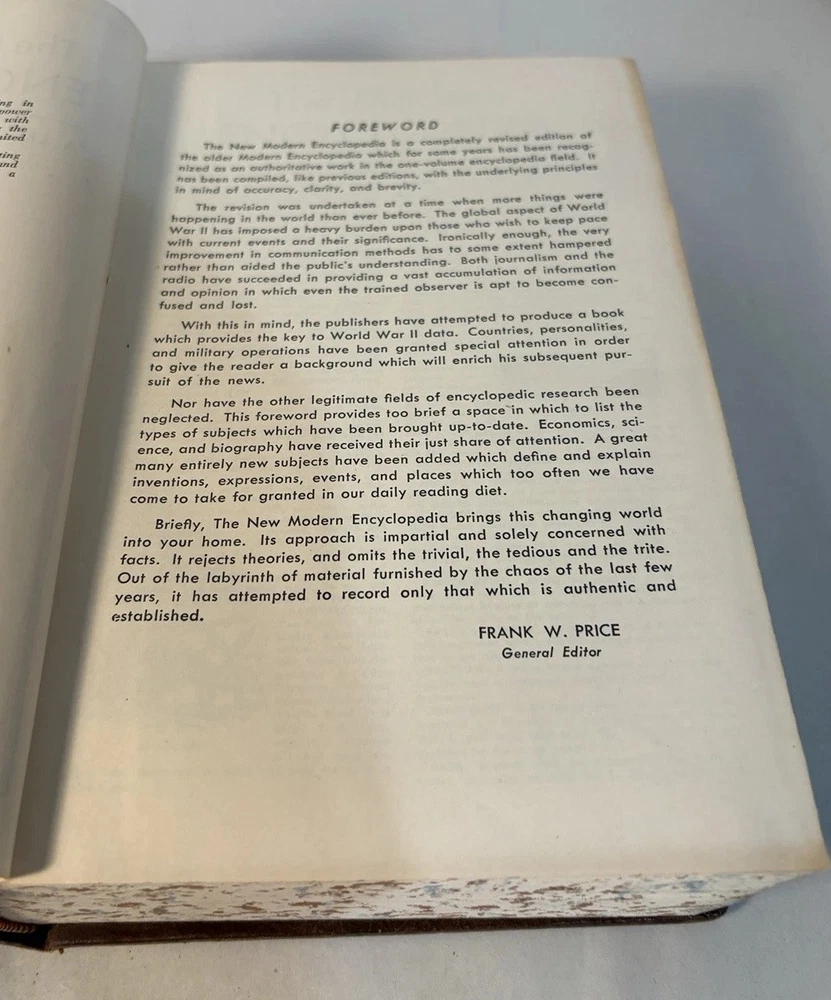 ng in
power
with
the
nited
ting
and
a
FOREWORD
The New Modern Encyclopedia is a completely revised edition of
the older Modern Encyclopedia which for some years has been recog-
nized as an authoritative work in the one-volume encyclopedia field. It
has been compiled, like previous editions, with the underlying principles
in mind of accuracy, clarity, and brevity.
The revision was undertaken at a time when more things were
happening in the world than ever before. The global aspect of World
War II has imposed a heavy burden upon those who wish to keep pace
with current events and their significance. Ironically enough, the very
improvement in communication methods has to some extent hampered
rather than aided the public's understanding. Both journalism and the
radio have succeeded in providing a vast accumulation of information
and opinion in which even the trained observer is apt to become con-
fused and lost.
With this in mind, the publishers have attempted to produce a book
which provides the key to World War II data. Countries, personalities,
and military operations have been granted special attention in order
to give the reader a background which will enrich his subsequent pur-
suit of the news.
Nor have the other legitimate fields of encyclopedic research been
neglected. This foreword provides too brief a space in which to list the
types of subjects which have been brought up-to-date. Economics, sci-
ence, and biography have received their just share of attention. A great
many entirely new subjects have been added which define and explain
inventions, expressions, events, and places which too often we have
come to take for granted in our daily reading diet.
Briefly, The New Modern Encyclopedia brings this changing world
into your home. Its approach is impartial and solely concerned with
facts. It rejects theories, and omits the trivial, the tedious and the trite.
Out of the labyrinth of material furnished by the chaos of the last few
years, it has attempted to record only that which is authentic and
established.
FRANK W. PRICE
General Editor